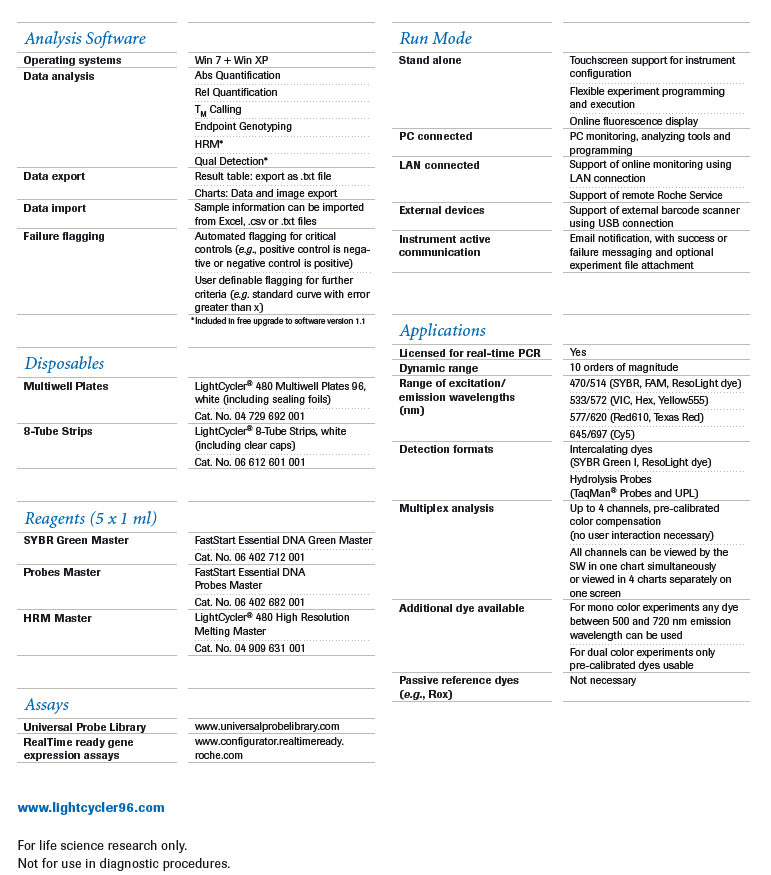 Analysis Software
Operating systems
Win 7 + Win XP
Data analysis
Abs Quantification
Rel Quantification
TM Calling
Endpoint Genotyping
HRM*
Qual Detection*
Data export
Result table: export as .txt file
Charts: Data and image export
Data import
Sample information can be imported
from Excel, .csv or .txt files
Failure flagging
Automated flagging for critical
controls (e.g., positive control is nega-
tive or negative control is positive)
User definable flagging for further
criteria (e.g. standard curve with error
greater than x)
*Included in free upgrade to software version 1.1
Disposables
Multiwell Plates
LightCycler® 480 Multiwell Plates 96,
white (including sealing foils)
Cat. No. 04 729 692 001
8-Tube Strips
LightCycler® 8-Tube Strips, white
(including clear caps)
Cat. No. 06 612 601 001
Reagents (5 x 1 ml)
SYBR Green Master
FastStart Essential DNA Green Master
Cat. No. 06 402 712 001
Probes Master
FastStart Essential DNA
Probes Master
Cat. No. 06 402 682 001
HRM Master
LightCycler® 480 High Resolution
Melting Master
Cat. No. 04 909 631 001
Assays
Universal Probe Library
www.universalprobelibrary.com
RealTime ready gene
expression assays
www.configurator.realtimeready.
roche.com
www.lightcycler96.com
For life science research only.
Not for use in diagnostic procedures.
Run Mode
Stand alone
Touchscreen support for instrument
configuration
Flexible experiment programming
and execution
Online fluorescence display
PC connected
PC monitoring, analyzing tools and
programming
LAN connected
Support of online monitoring using
LAN connection
Support of remote Roche Service
External devices
Support of external barcode scanner
using USB connection
Instrument active
communication
Email notification, with success or
failure messaging and optional
experiment file attachment
Applications
Licensed for real-time PCR
Yes
Dynamic range
10 orders of magnitude
Range of excitation/
emission wavelengths
(nm)
470/514 (SYBR, FAM, ResoLight dye)
533/572 (VIC, Hex, Yellow555)
577/620 (Red610, Texas Red)
645/697 (Cy5)
Detection formats
Intercalating dyes
(SYBR Green I, ResoLight dye)
Hydrolysis Probes
(TaqMan® Probes and UPL)
Multiplex analysis
Up to 4 channels, pre-calibrated
color compensation
(no user interaction necessary)
All channels can be viewed by the
SW in one chart simultaneously
or viewed in 4 charts separately on
one screen
Additional dye available
For mono color experiments any dye
between 500 and 720 nm emission
wavelength can be used
For dual color experiments only
pre-calibrated dyes usable
Passive reference dyes
(e.g., Rox)
Not necessary